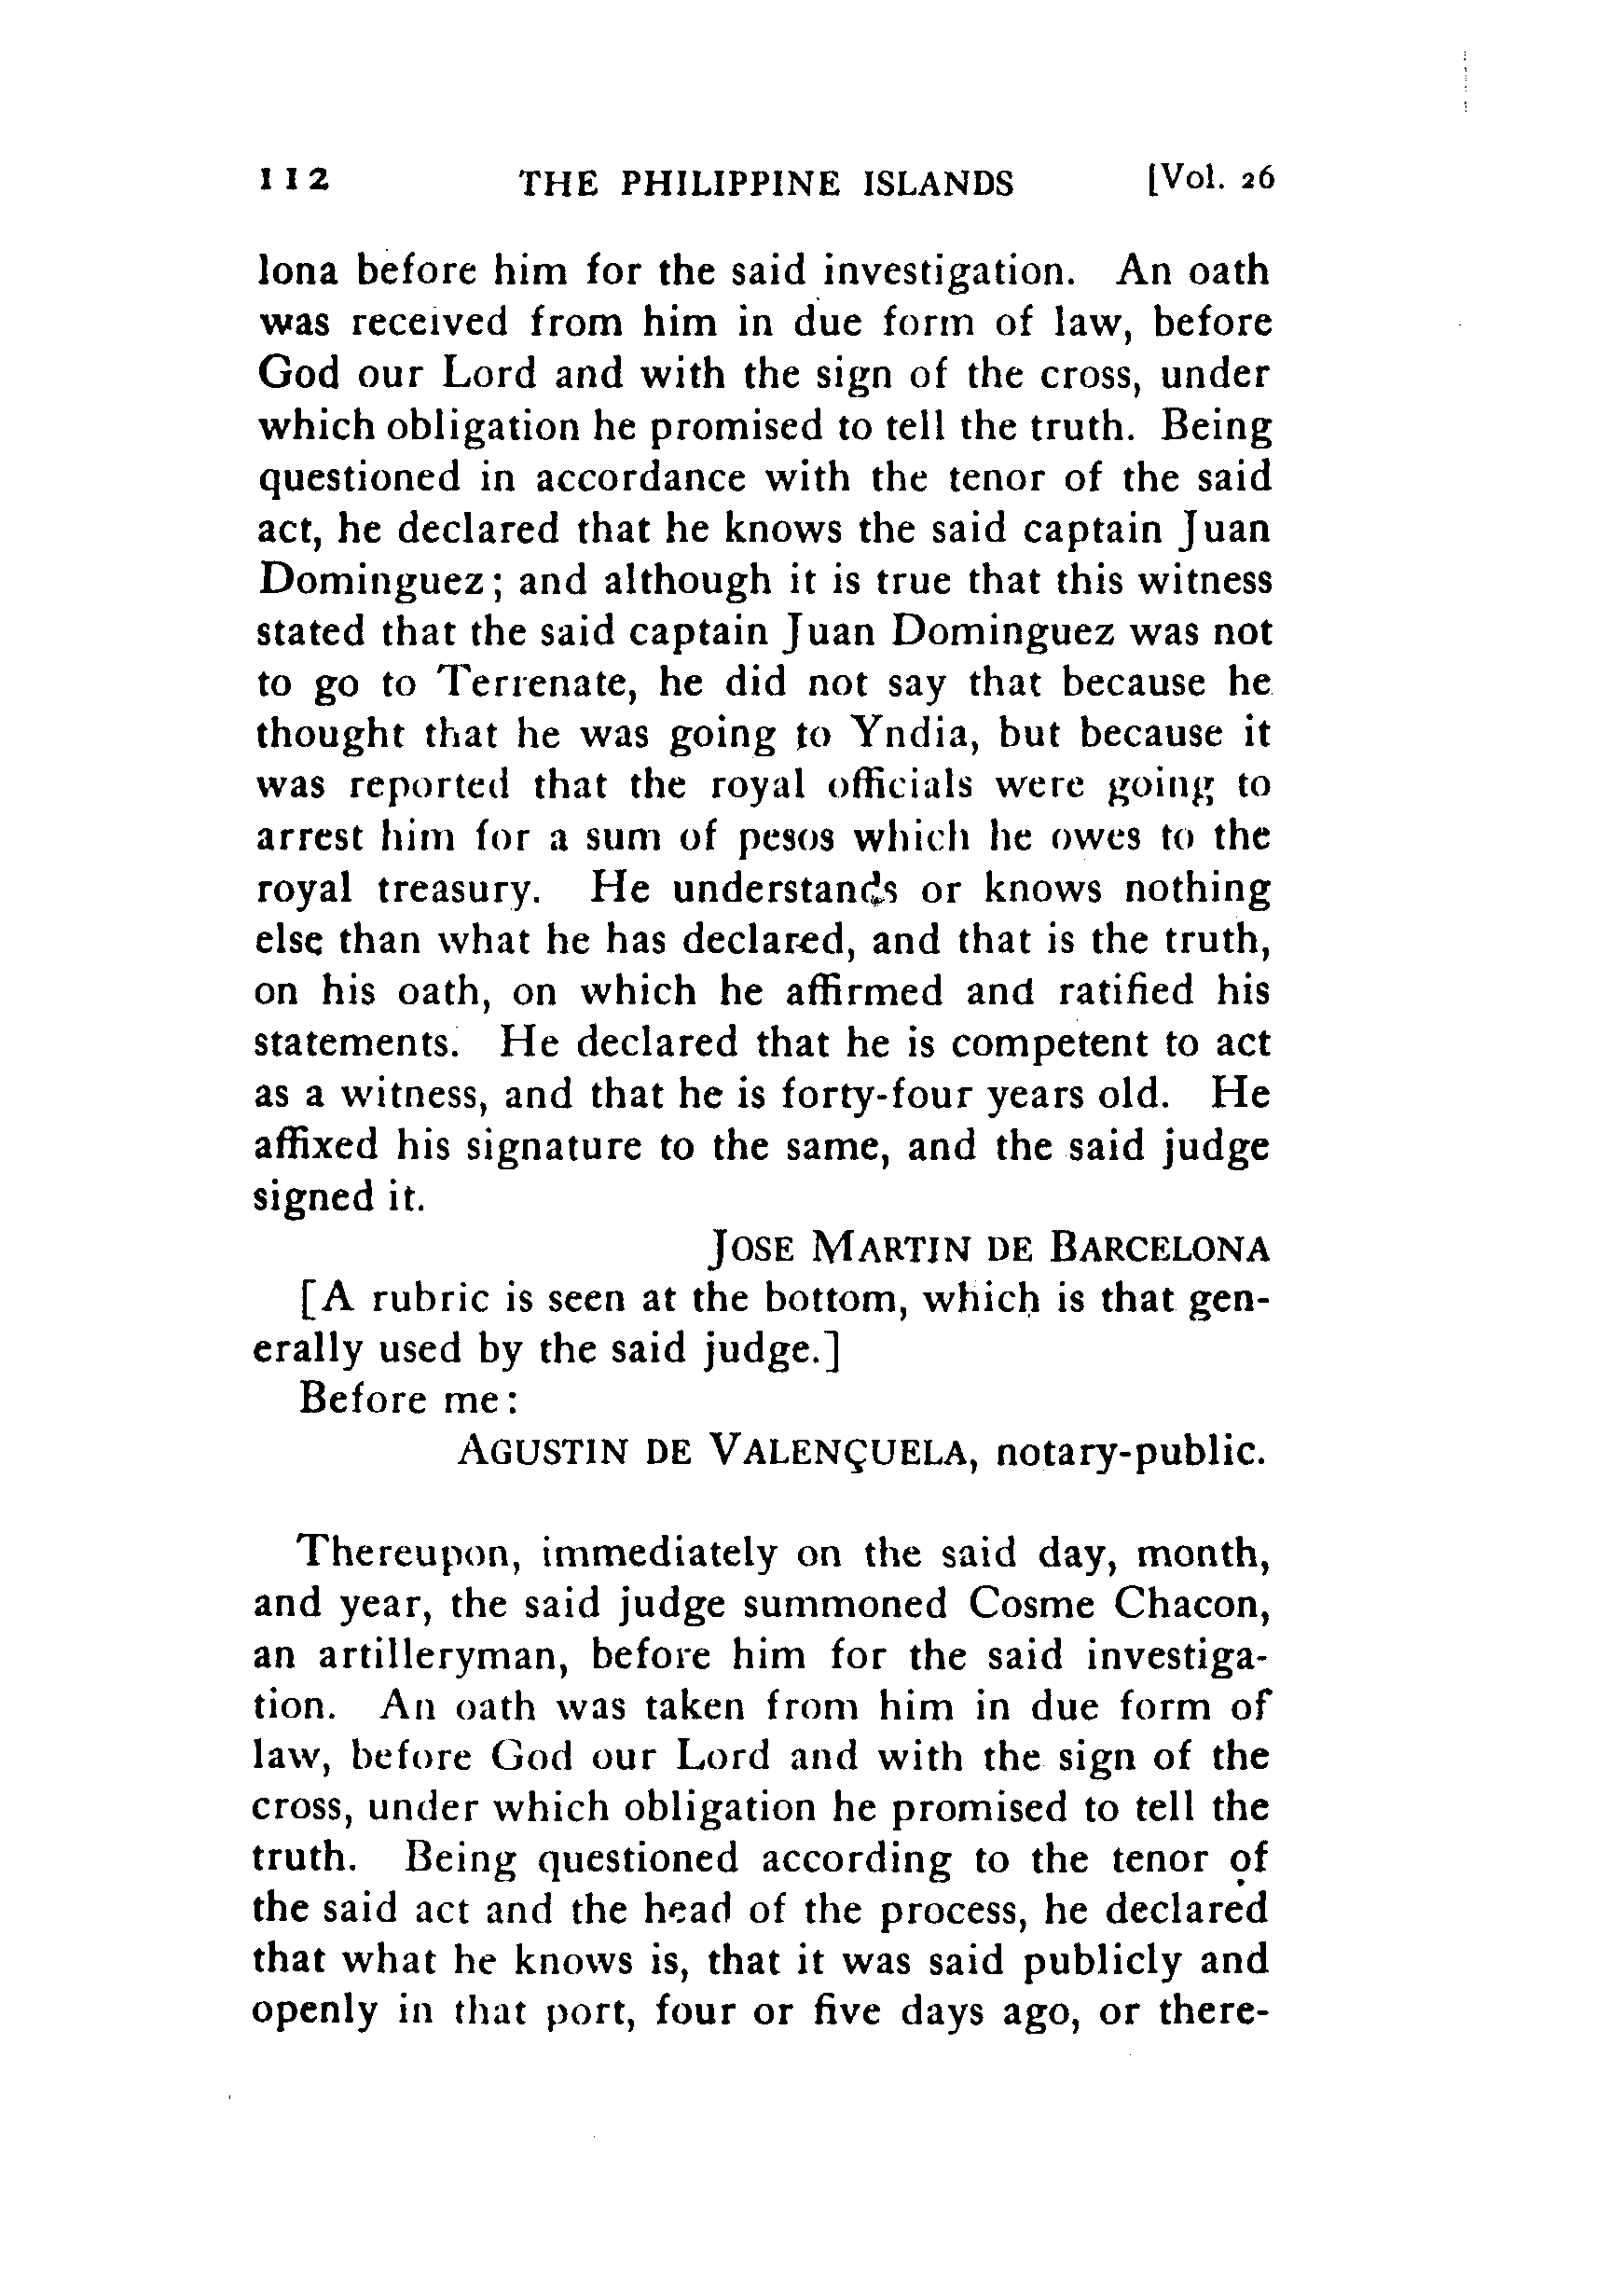 112 THE PHILIPPINE ISLANDS [Vol. 26
lona before him for the said investigation. An oath
was received from him in due form of law, before
God our Lord and with the sign of the cross, under
which obligation he promised to tell the truth. Being
questioned in accordance with the tenor of the said
act, he declared that he knows the said captain Juan
Dominguez; and although it is true that this witness
stated that the said captain Juan Dominguez was not
to go to Terrenate, he did not say that because he
thought that he was going to Yndia, but because it
was reported that the royal officials were going to
arrest him for a sum of pesos which he owes to the
royal treasury. He understands or knows nothing
else than what he has declared, and that is the truth,
on his oath, on which he affirmed and ratified his
statements. He declared that he is competent to act
as a witness, and that he is forty-four years old. He
affixed his signature to the same, and the said judge
signed it.
JOSE MARTIN DE BARCELONA
[A rubric is seen at the bottom, which is that gen-
erally used by the said judge.]
Before me:
AGUSTIN DE VALENÇUELA, notary-public.
Thereupon, immediately on the said day, month,
and year, the said judge summoned Cosme Chacon,
an artilleryman, before him for the said investiga-
tion. An oath was taken from him in due form of
law, before God our Lord and with the sign of the
cross, under which obligation he promised to tell the
truth. Being questioned according to the tenor of
the said act and the head of the process, he declared
that what he knows is, that it was said publicly and
openly in that port, four or five days ago, or there-